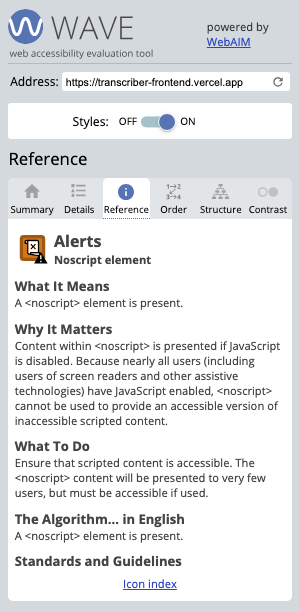 WAVE
web accessibility evaluation tool
powered by
WebAIM
Address: https://transcriber-frontend.vercel.app
Styles: OFF ON
Reference
Summary Details Reference Order Structure Contrast
Alerts
Noscript element
What It Means
A <noscript> element is present.
Why It Matters
Content within <noscript> is presented if JavaScript
is disabled. Because nearly all users (including
users of screen readers and other assistive
technologies) have JavaScript enabled, <noscript>
cannot be used to provide an accessible version of
inaccessible scripted content.
What To Do
Ensure that scripted content is accessible. The
<noscript> content will be presented to very few
users, but must be accessible if used.
The Algorithm... in English
A <noscript> element is present.
Standards and Guidelines
Icon index